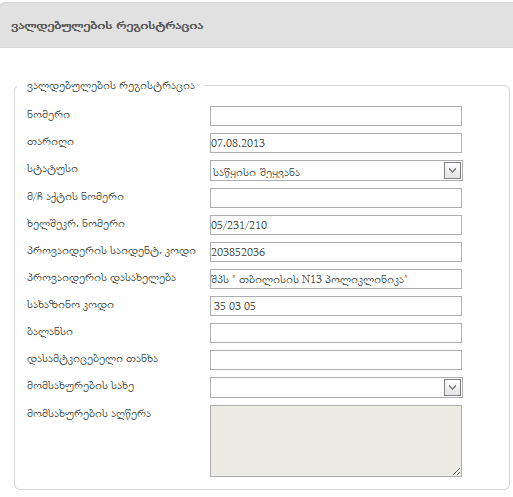 ვალდებულების რეგისტრაცია
ვალდებულების რეგისტრაცია
ნომერი
თარიღი 07.08.2013
სტატუსი საწყისი შეყვანა
მ/ჩ აქტის ნომერი
ხელშეკრ. ნომერი 05/231/210
პროვაიდერის საიდენტ. კოდი 203852036
პროვაიდერის დასახელება შპს " თბილისის N13 პოლიკლინიკა"
სახაზინო კოდი 35 03 05
ბალანსი
დასამტკიცებელი თანხა
მომსახურების სახე
მომსახურების აღწერა